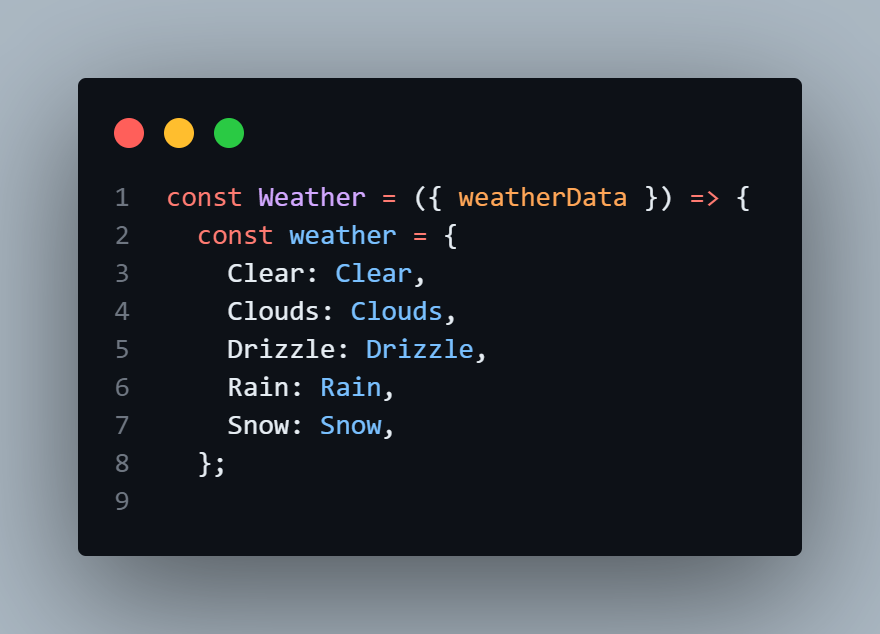 1 const Weather = ({ weatherData }) => {
2   const weather = {
3     Clear: Clear,
4     Clouds: Clouds,
5     Drizzle: Drizzle,
6     Rain: Rain,
7     Snow: Snow,
8   };
9